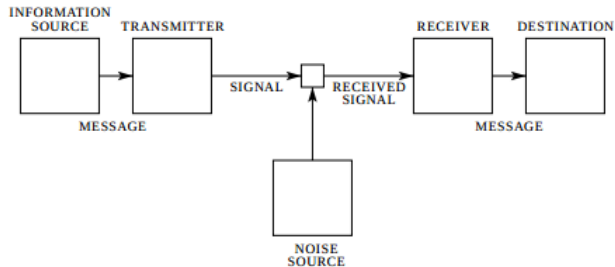 INFORMATION
SOURCE
TRANSMITTER
RECEIVER
DESTINATION
SIGNAL
RECEIVED
SIGNAL
MESSAGE
MESSAGE
NOISE
SOURCE